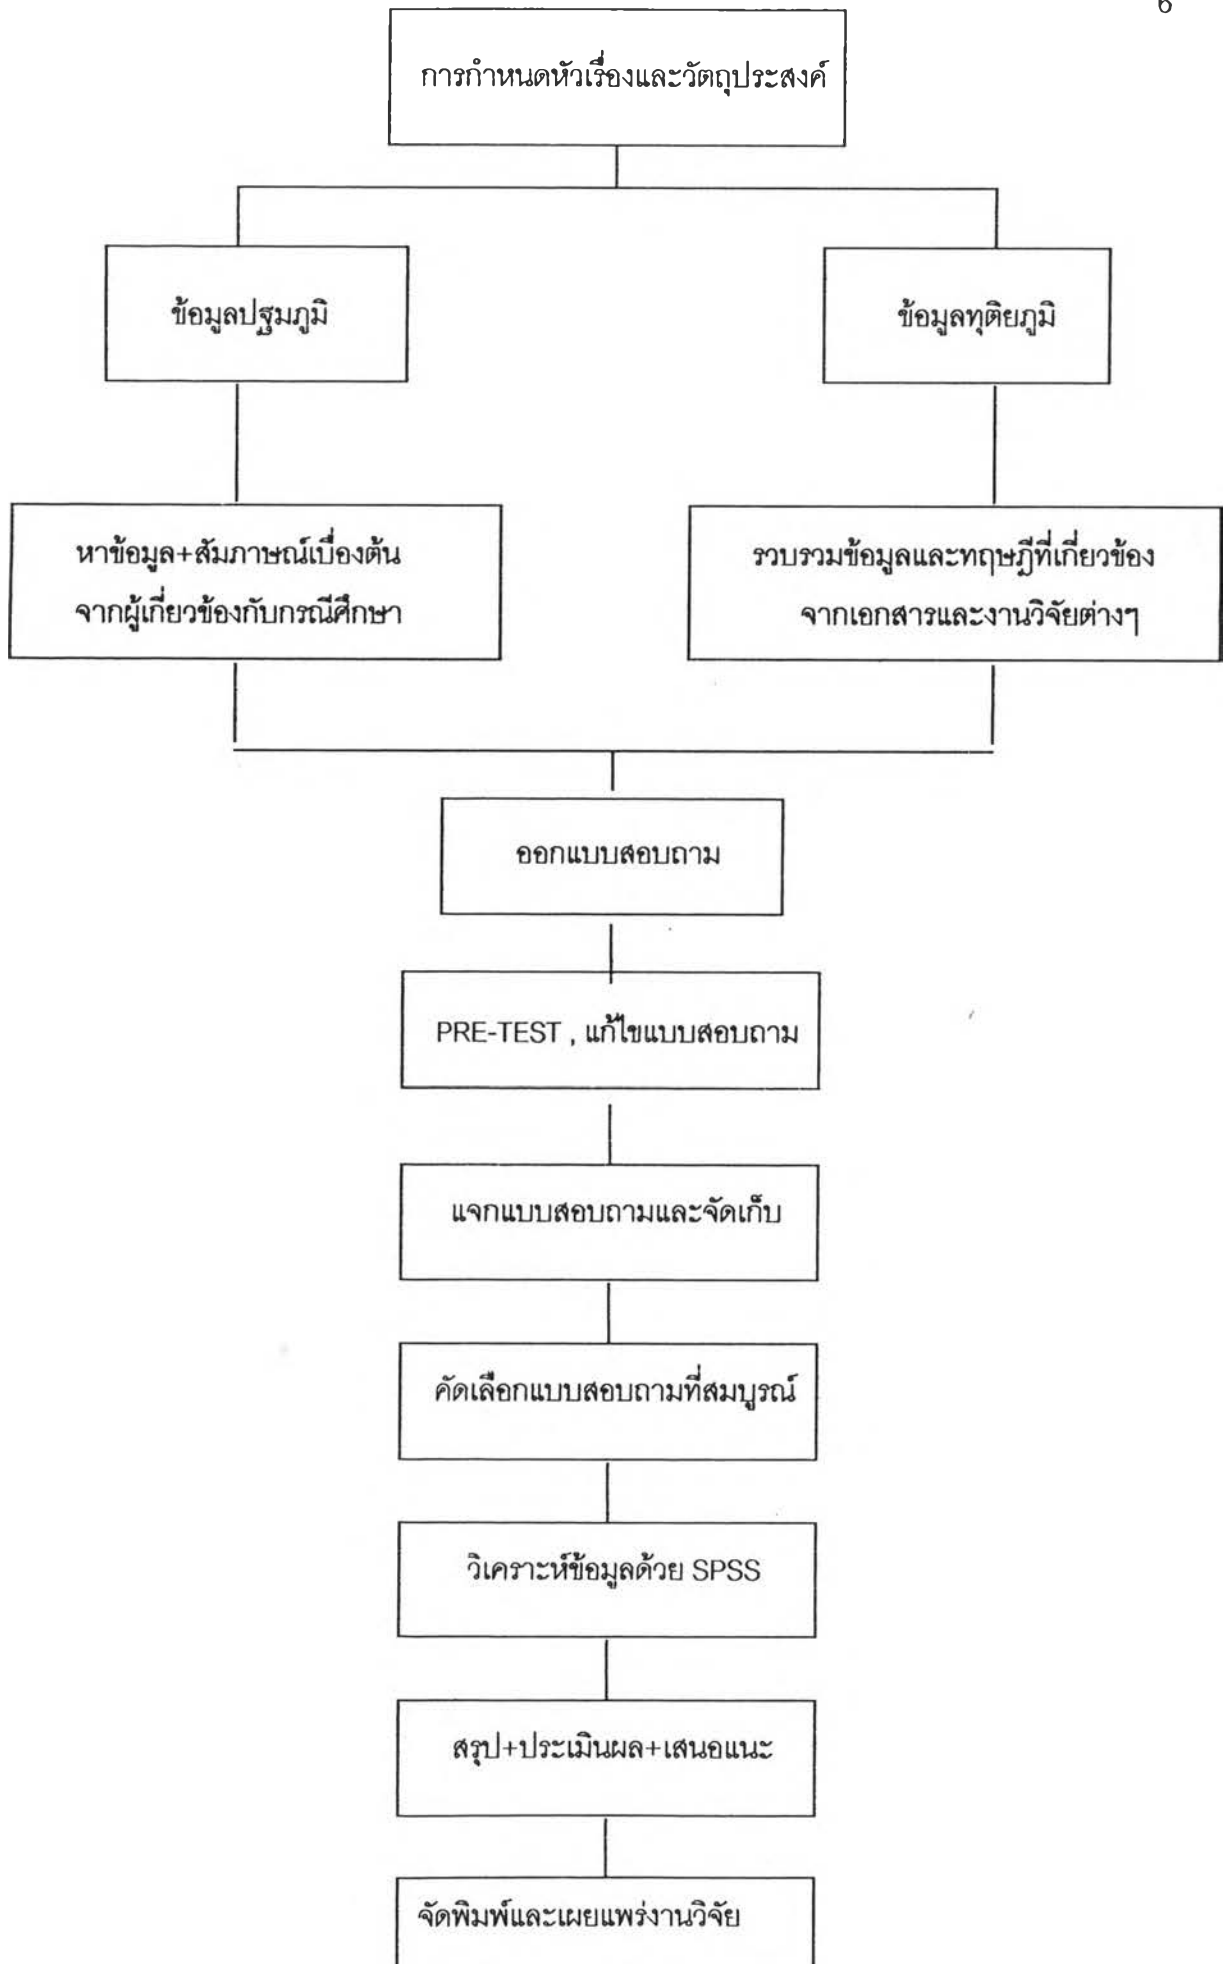 6
การกำหนดหัวเรื่องและวัตถุประสงค์
ข้อมูลปฐมภูมิ
ข้อมูลทุติยภูมิ
หาข้อมูล+สัมภาษณ์เบื่องต้น
จากผู้เกี่ยวข้องกับกรณีศึกษา
รวบรวมข้อมูลและทฤษฎีที่เกี่ยวข้อง
จากเอกสารและงานวิจัยต่างๆ
ออกแบบสอบถาม
PRE-TEST , แก้ไขแบบสอบถาม
แจกแบบสอบถามและจัดเก็บ
คัดเลือกแบบสอบถามที่สมบูรณ์
วิเคราะห์ข้อมูลด้วย SPSS
สรุป+ประเมินผล+เสนอแนะ
จัดพิมพ์และเผยแพร่งานวิจัย